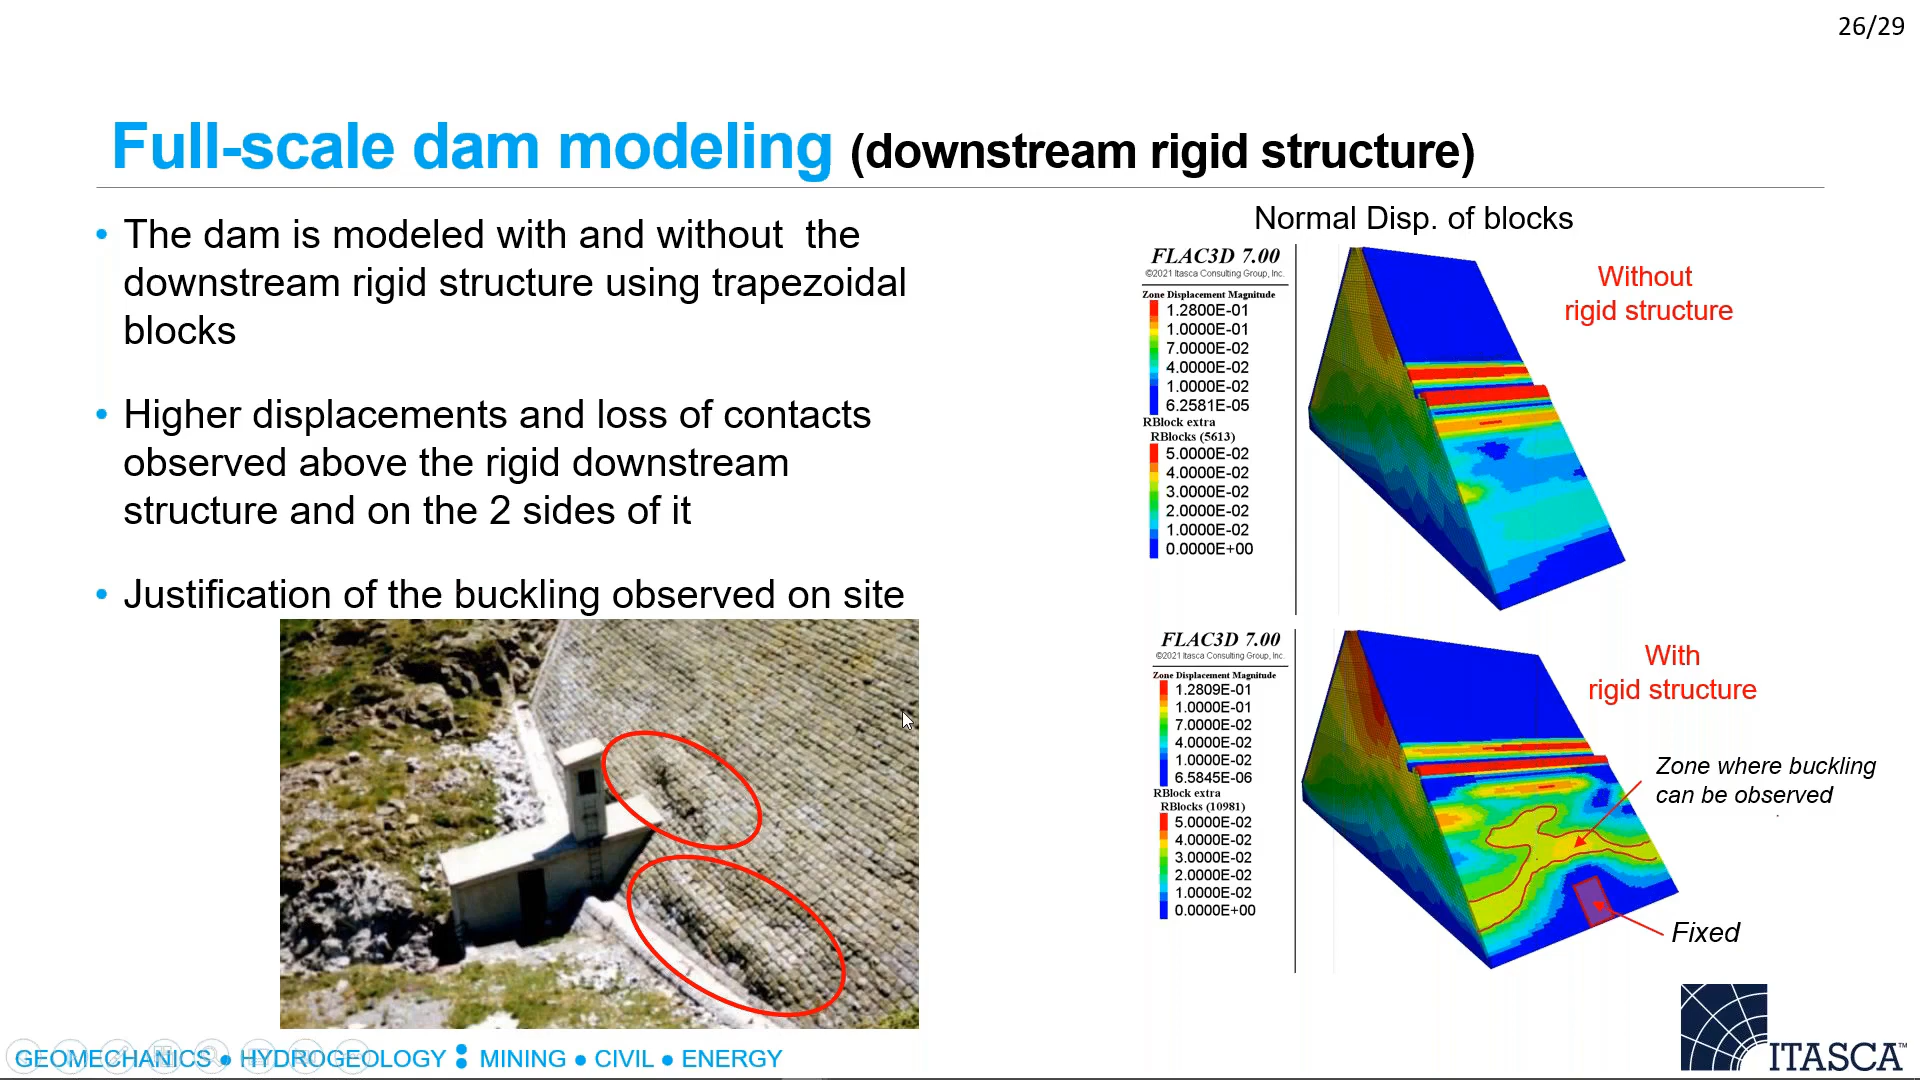 26/29
Full-scale dam modeling (downstream rigid structure)
• The dam is modeled with and without the
downstream rigid structure using trapezoidal
blocks
• Higher displacements and loss of contacts
observed above the rigid downstream
structure and on the 2 sides of it
• Justification of the buckling observed on site
Normal Disp. of blocks
FLAC3D 7.00
©2021 Itasca Consulting Group, Inc.
Zone Displacement Magnitude
1.2800E-01
1.0000E-01
7.0000E-02
4.0000E-02
1.0000E-02
6.2581E-05
RBlock extra
RBlocks (5613)
5.0000E-02
4.0000E-02
3.0000E-02
2.0000E-02
1.0000E-02
0.0000E+00
Without
rigid structure
FLAC3D 7.00
©2021 Itasca Consulting Group, Inc.
Zone Displacement Magnitude
1.2809E-01
1.0000E-01
7.0000E-02
4.0000E-02
1.0000E-02
6.5845E-06
RBlock extra
RBlocks (10981)
5.0000E-02
4.0000E-02
3.0000E-02
2.0000E-02
1.0000E-02
0.0000E+00
With
rigid structure
Zone where buckling
can be observed
Fixed
GEOMECHANICS ● HYDROGEOLOGY : MINING ● CIVIL ● ENERGY
ITASCA™